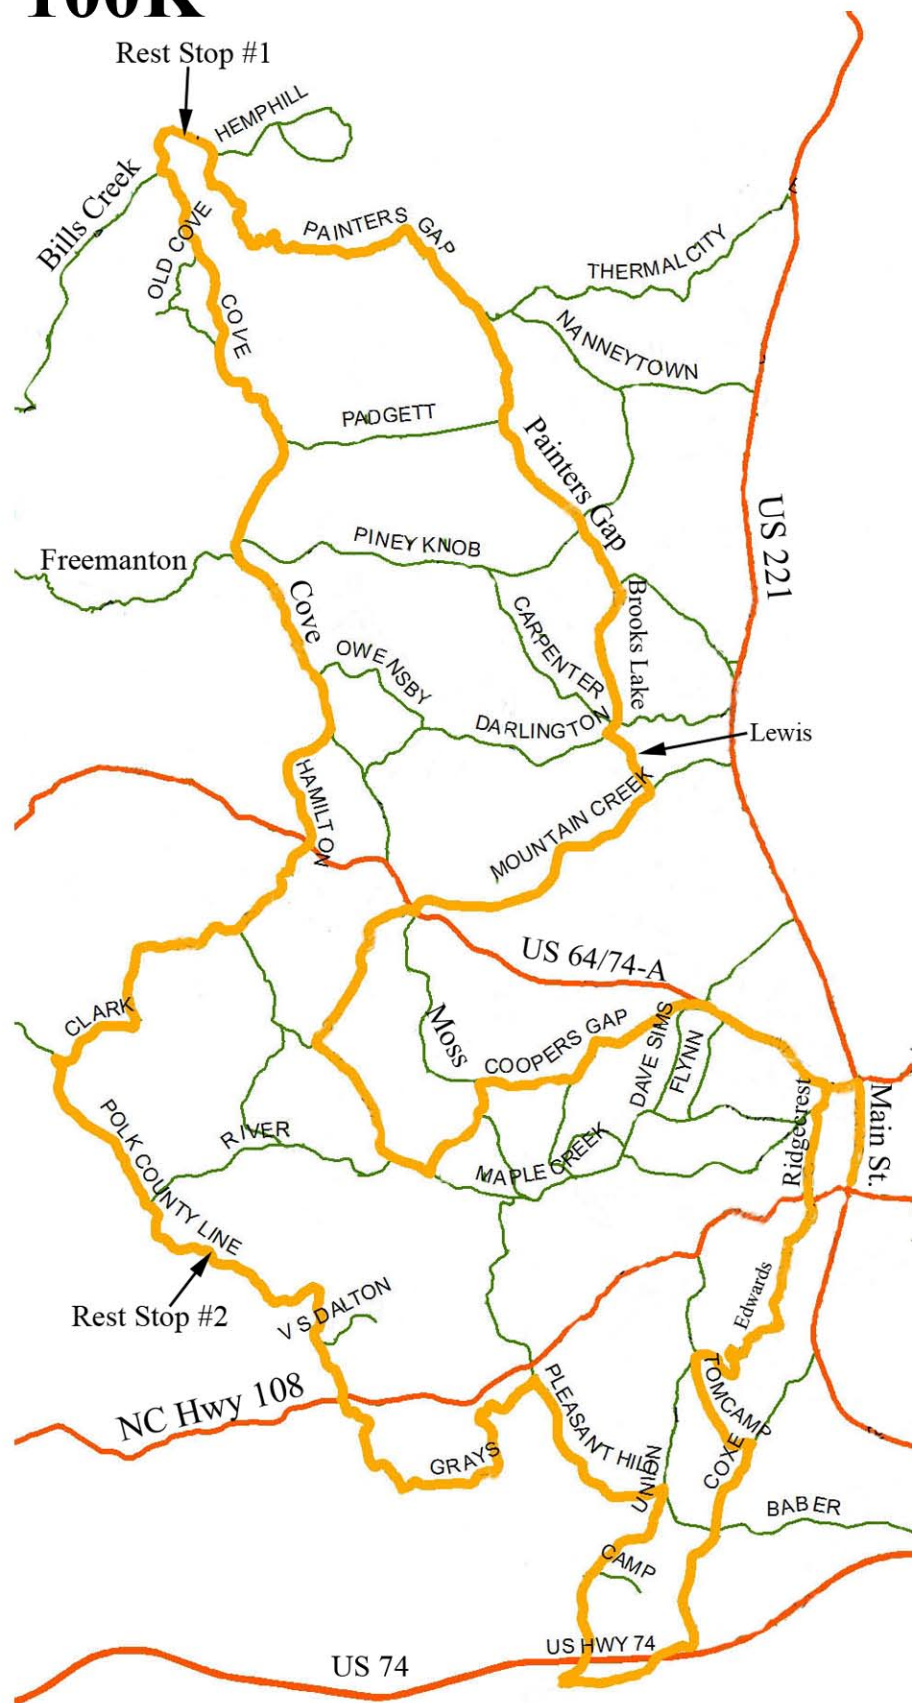 100K
Rest Stop #1
HEMPHILL
Bills Creek
OLD COVE
PAINTERS GAP
THERMAL CITY
COVE
NANNEYTOWN
PADGETT
Painters Gap
US 221
PINEY KNOB
Freemanton
Cove
CARPENTER
Brooks Lake
OWENSBY
DARLINGTON
Lewis
HAMILTON
MOUNTAIN CREEK
US 64/74-A
CLARK
Moss
COOPERS GAP
DAVE SIMS
FLYNN
Ridgecrest
Main St.
POLK COUNTY LINE
RIVER
MAPLE CREEK
Rest Stop #2
V S DALTON
Edwards
NC Hwy 108
PLEASANT HILL
TOMCAMP
GRAYS
UNION
COXE
BABER
CAMP
US HWY 74
US 74